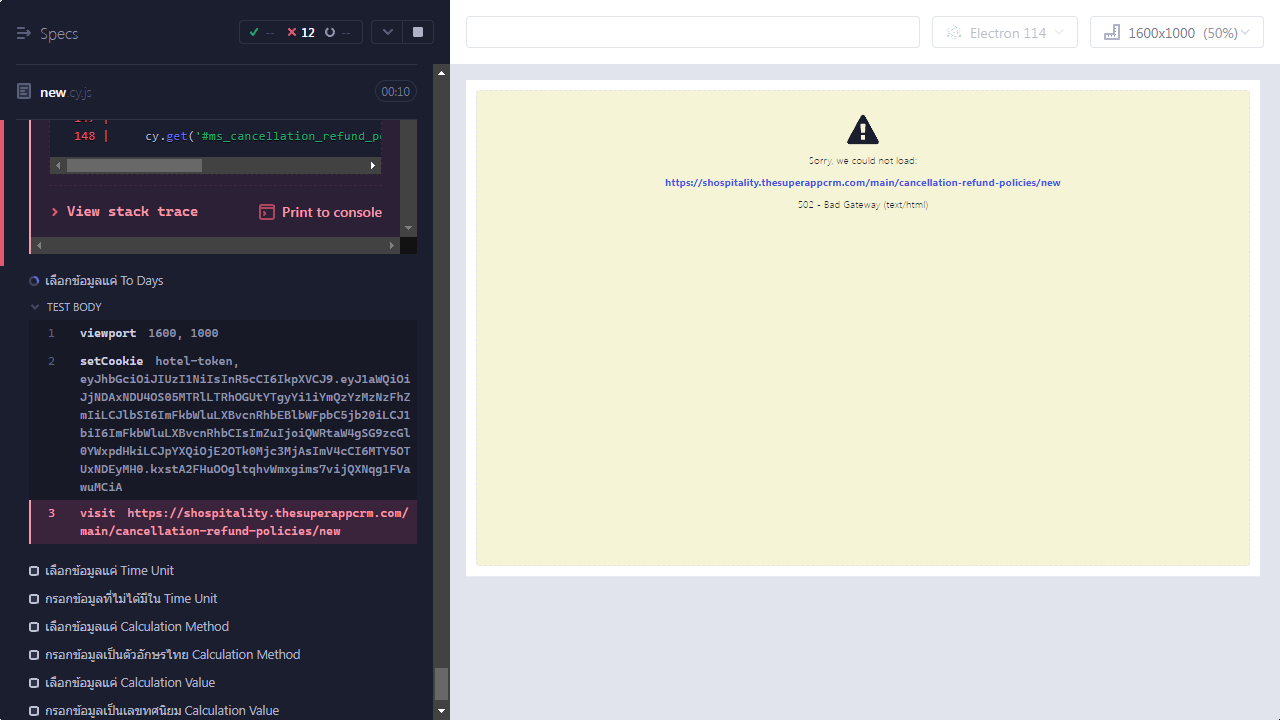 Specs
-- 12 --
new cy.js
00:10
147 |
148 | cy.get('#ms_cancellation_refund_po
View stack trace
Print to console
เลือกข้อมูลแค่ To Days
TEST BODY
1 viewport 1600, 1000
2 setCookie hotel-token,
eyJhbGciOiJIUzI1NiIsInR5cCI6IkpXVCJ9.eyJ1aWQiOi
JjNDAxNDU4OS05MTRlLTRhOGUtYTgyYi1iYmQzYzMzNzFhZ
mIiLCJlbSI6ImFkbWluLXBvcnRhbEBlbWFpbC5jb20iLCJ1
biI6ImFkbWluLXBvcnRhbCIsImZuIjoiQWRtaW4gSG9zcGl
0YWxpdHkiLCJpYXQiOjE2OTk0Mjc3MjAsImV4cCI6MTY5OT
UxNDEyMH0.kxstA2FHuOOgltqhvWmxgims7vijQXNqg1FVa
wuMCiA
3 visit https://shospitality.thesuperappcrm.com/
main/cancellation-refund-policies/new
เลือกข้อมูลแค่ Time Unit
กรอกข้อมูลที่ไม่ได้มีใน Time Unit
เลือกข้อมูลแค่ Calculation Method
กรอกข้อมูลเป็นตัวอักษรไทย Calculation Method
เลือกข้อมูลแค่ Calculation Value
กรอกข้อมูลเป็นเลขทศนิยม Calculation Value
Electron 114
1600x1000 (50%)
Sorry, we could not load:
https://shospitality.thesuperappcrm.com/main/cancellation-refund-policies/new
502 - Bad Gateway (text/html)